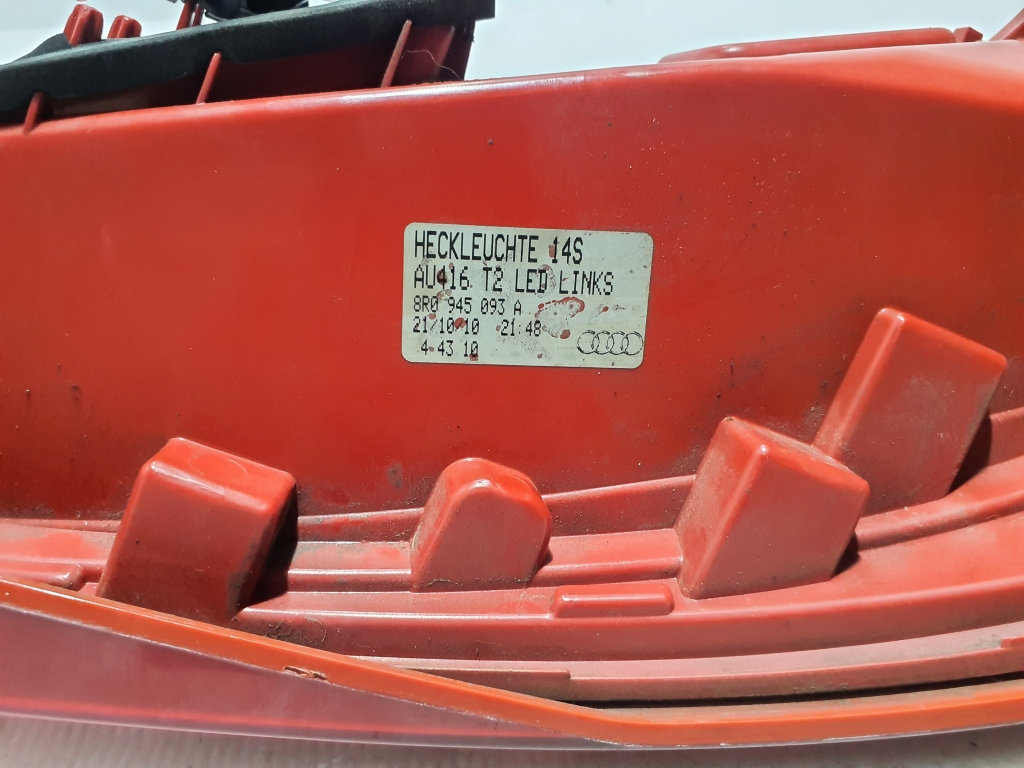 HECKLEUCHTE 14S
AU416 T2 LED LINKS
8R0 945 093 A
21/10/10 21:48
4 43 10